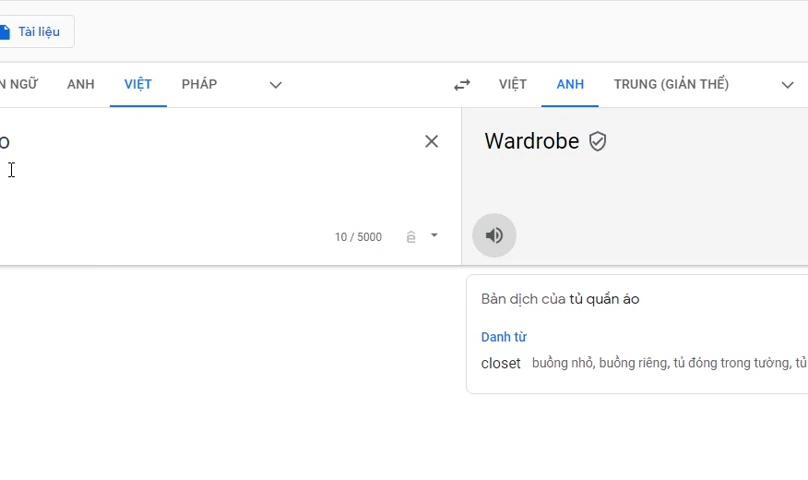 Tài liệu
N NGỮ ANH VIỆT PHÁP VIỆT ANH TRUNG (GIẢN THỂ)
o
Wardrobe
10 / 5000
Bản dịch của tủ quần áo
Danh từ
closet buồng nhỏ, buồng riêng, tủ đóng trong tường, tủ